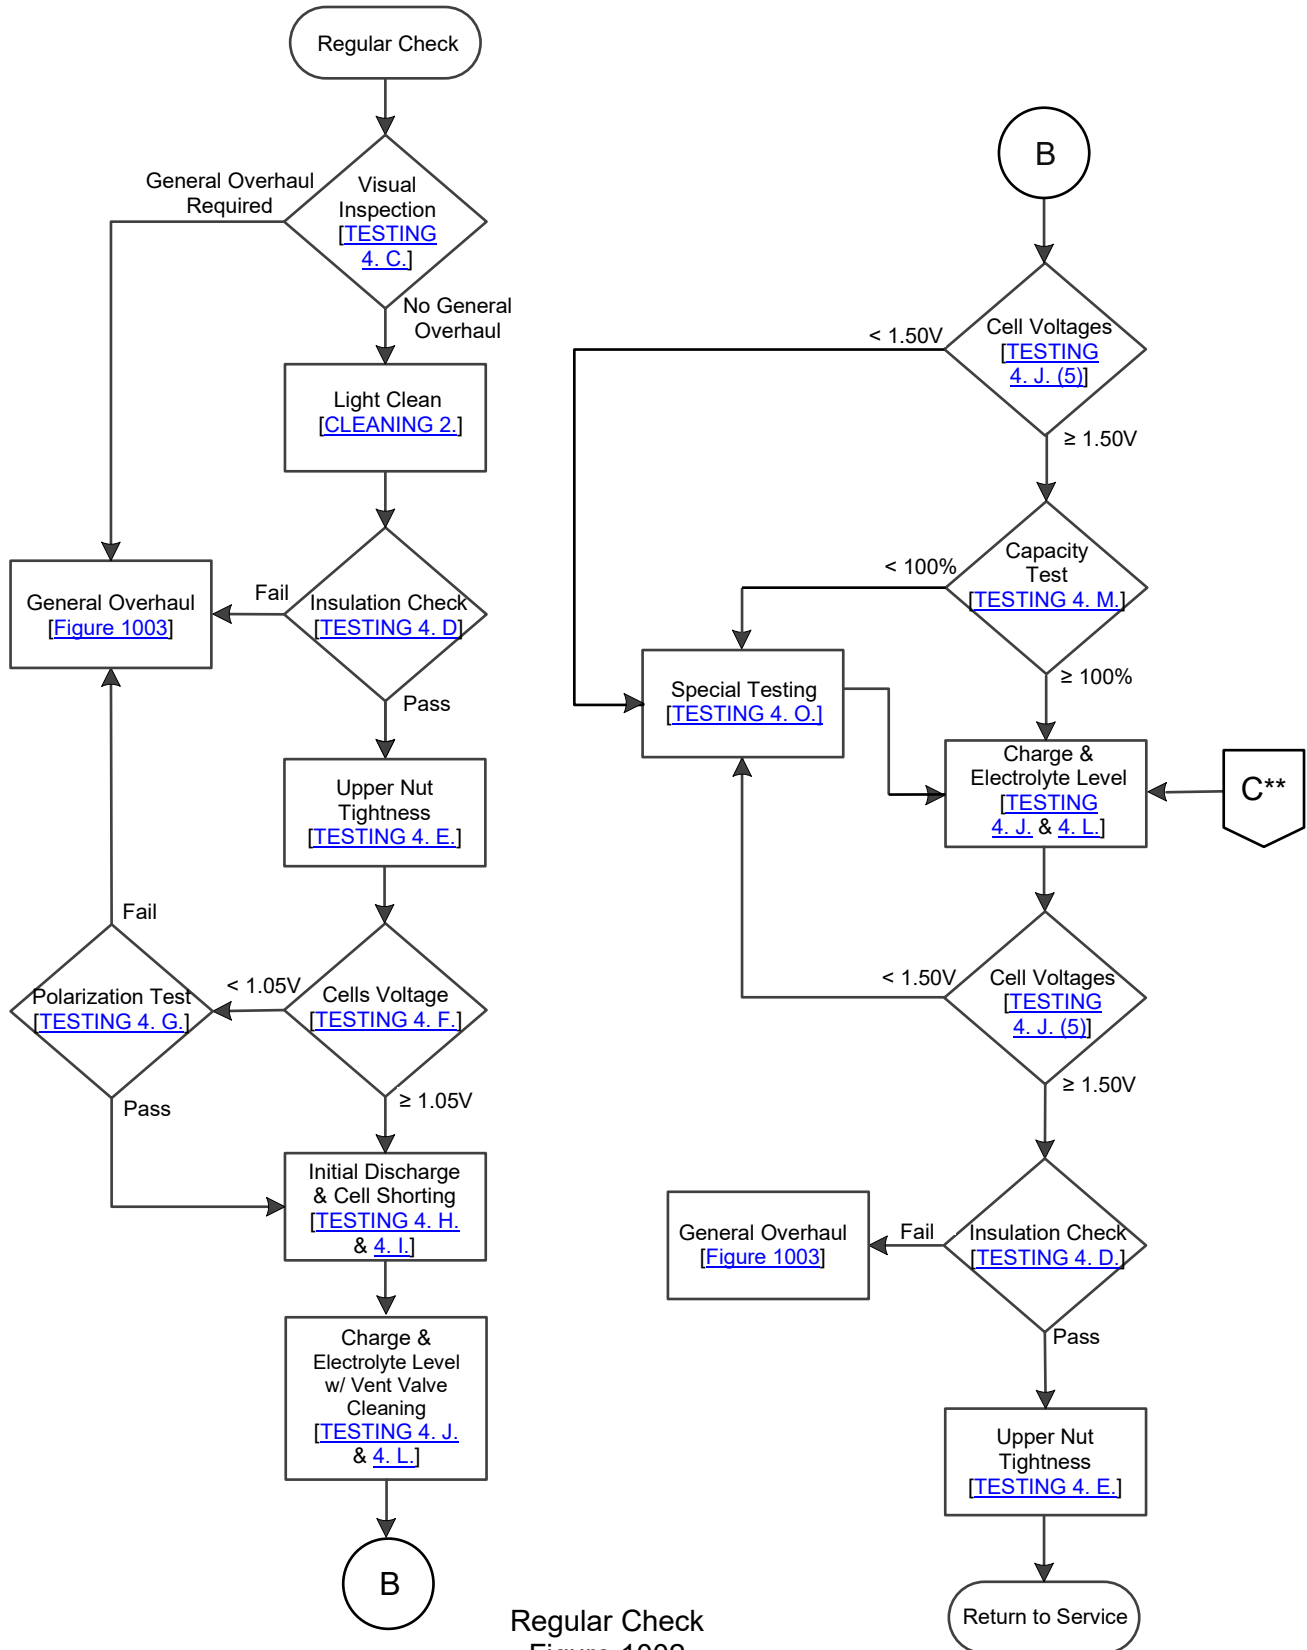 Regular Check
General Overhaul
Required
Visual
Inspection
[TESTING
4. C.]
No General
Overhaul
Light Clean
[CLEANING 2.]
General Overhaul
[Figure 1003]
Fail
Insulation Check
[TESTING 4. D]
Pass
Upper Nut
Tightness
[TESTING 4. E.]
Fail
Polarization Test
[TESTING 4. G.]
< 1.05V
Cells Voltage
[TESTING 4. F.]
Pass
≥ 1.05V
Initial Discharge
& Cell Shorting
[TESTING 4. H.
& 4. I.]
Charge &
Electrolyte Level
w/ Vent Valve
Cleaning
[TESTING 4. J.
& 4. L.]
B
B
< 1.50V
Cell Voltages
[TESTING
4. J. (5)]
≥ 1.50V
< 100%
Capacity
Test
[TESTING 4. M.]
≥ 100%
Special Testing
[TESTING 4. O.]
Charge &
Electrolyte Level
[TESTING
4. J. & 4. L.]
C**
< 1.50V
Cell Voltages
[TESTING
4. J. (5)]
≥ 1.50V
General Overhaul
[Figure 1003]
Fail
Insulation Check
[TESTING 4. D.]
Pass
Upper Nut
Tightness
[TESTING 4. E.]
Return to Service
Regular Check